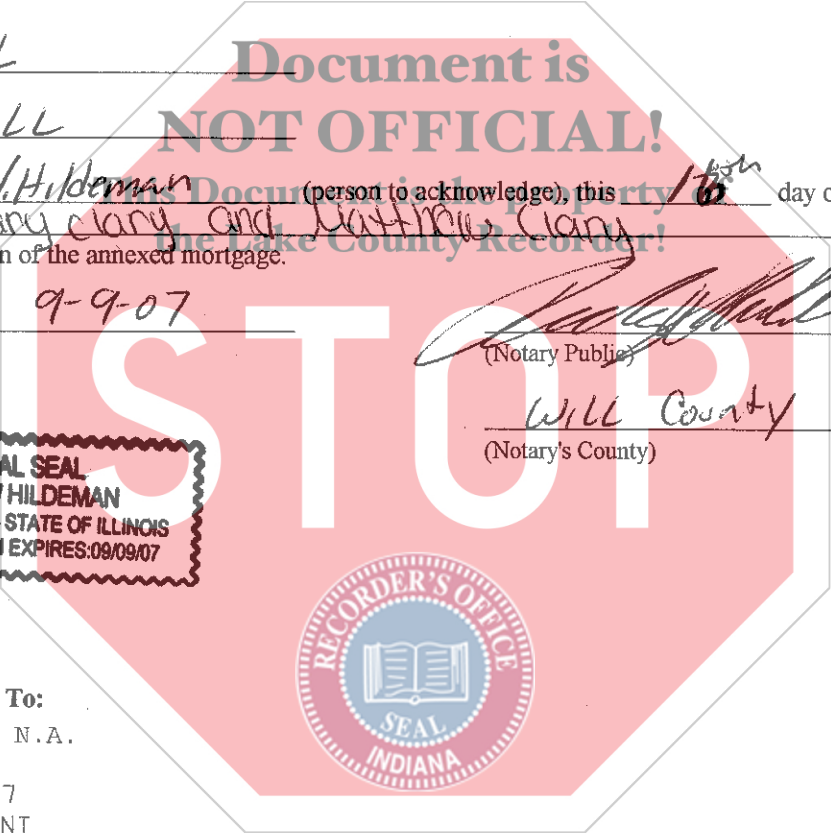 Document is
NOT OFFICIAL!
LL
.Hildeman (person to acknowledge), this day o
This Document is the property of
ary Clary and Matthew Clary
the Lake County Recorder!
n of the annexed mortgage.
9-9-07
STOP
(Notary Public)
Will County
(Notary's County)
AL SEAL
HILDEMAN
STATE OF ILLINOIS
EXPIRES:09/09/07
RECORDER'S OFFICE
SEAL
INDIANA
To:
N.A.
7
NT